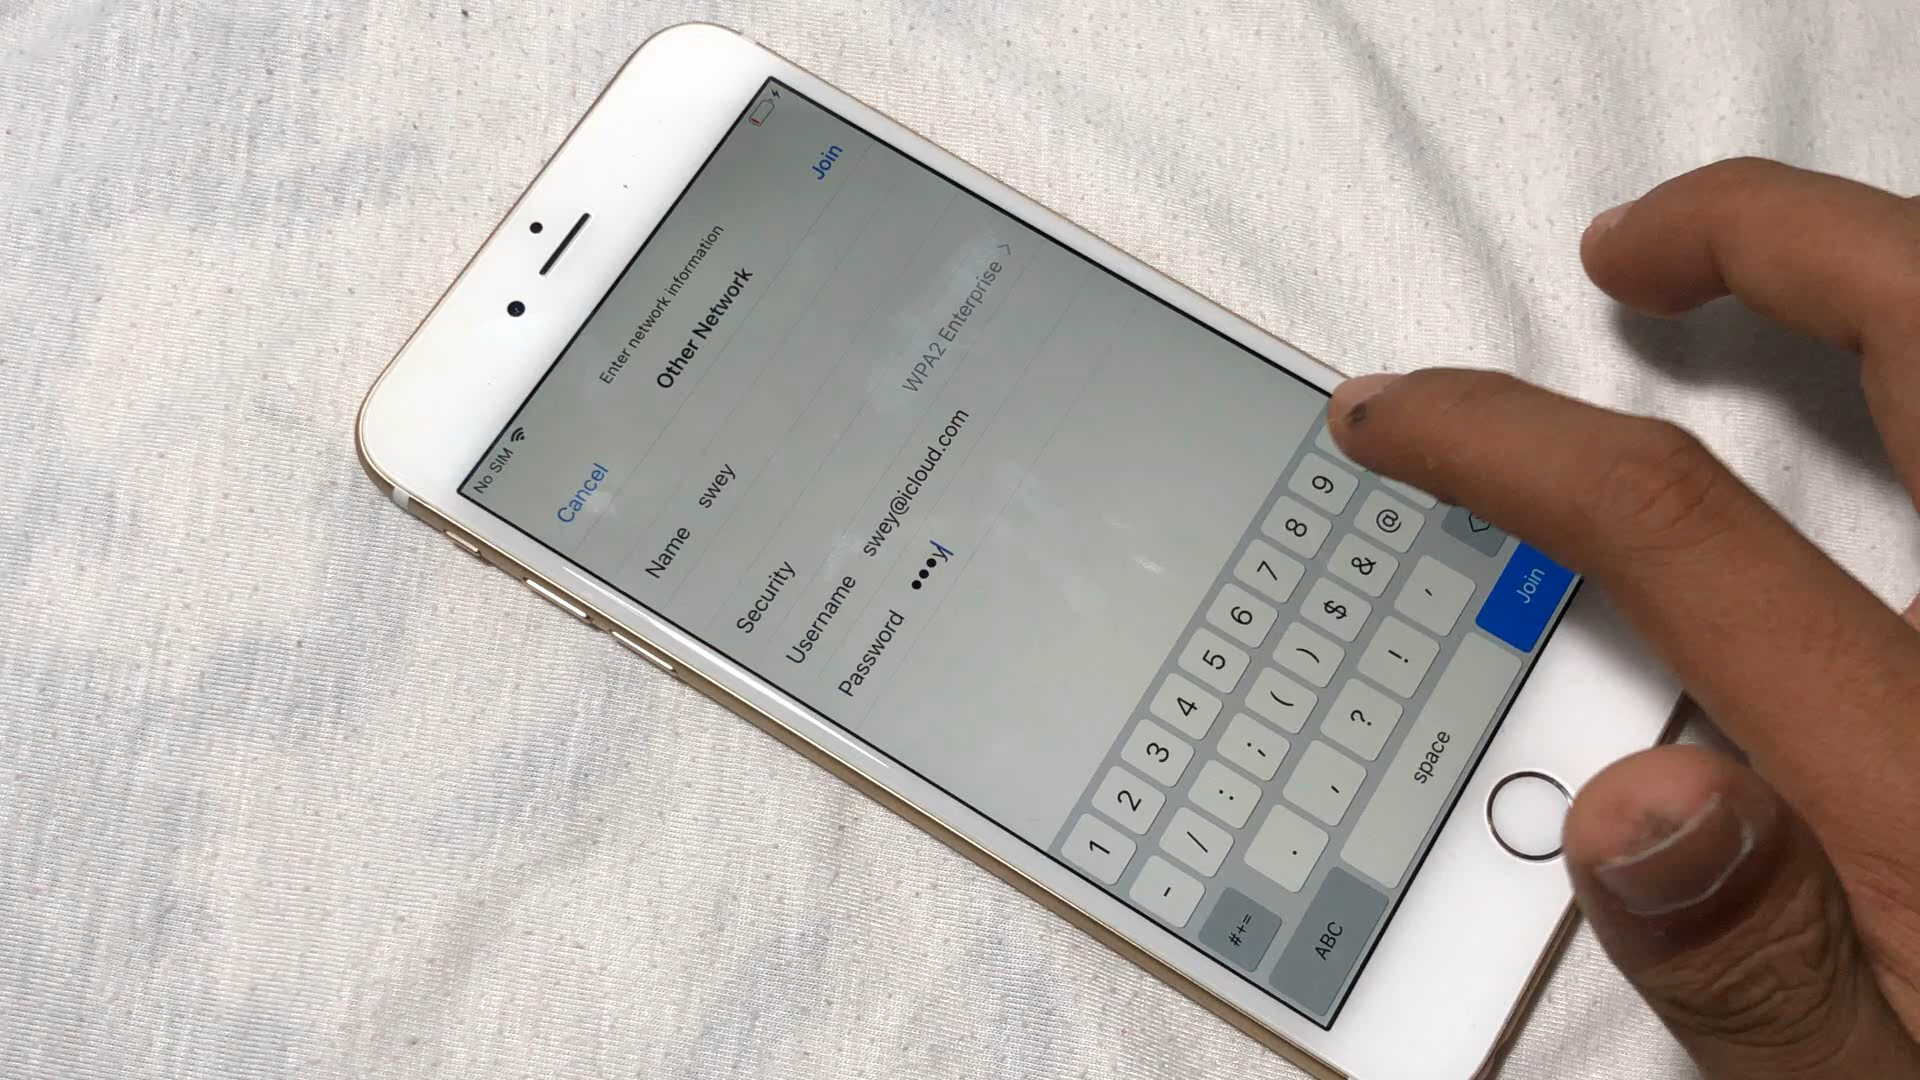 No SIM
Enter network information
Cancel
Other Network
Join
Name swey
Security WPA2 Enterprise >
Username swey@icloud.com
Password •••y
1 2 3 4 5 6 7 8 9
- / : ; ( ) $ & @
#+= . , ? ! '
ABC space Join